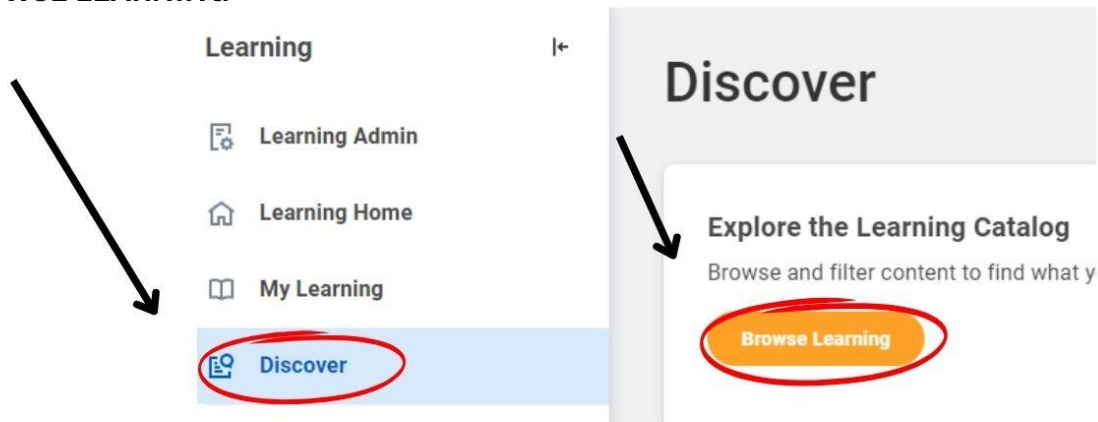 Learning
Learning Admin
Learning Home
My Learning
Discover
Discover
Explore the Learning Catalog
Browse and filter content to find what y
Browse Learning